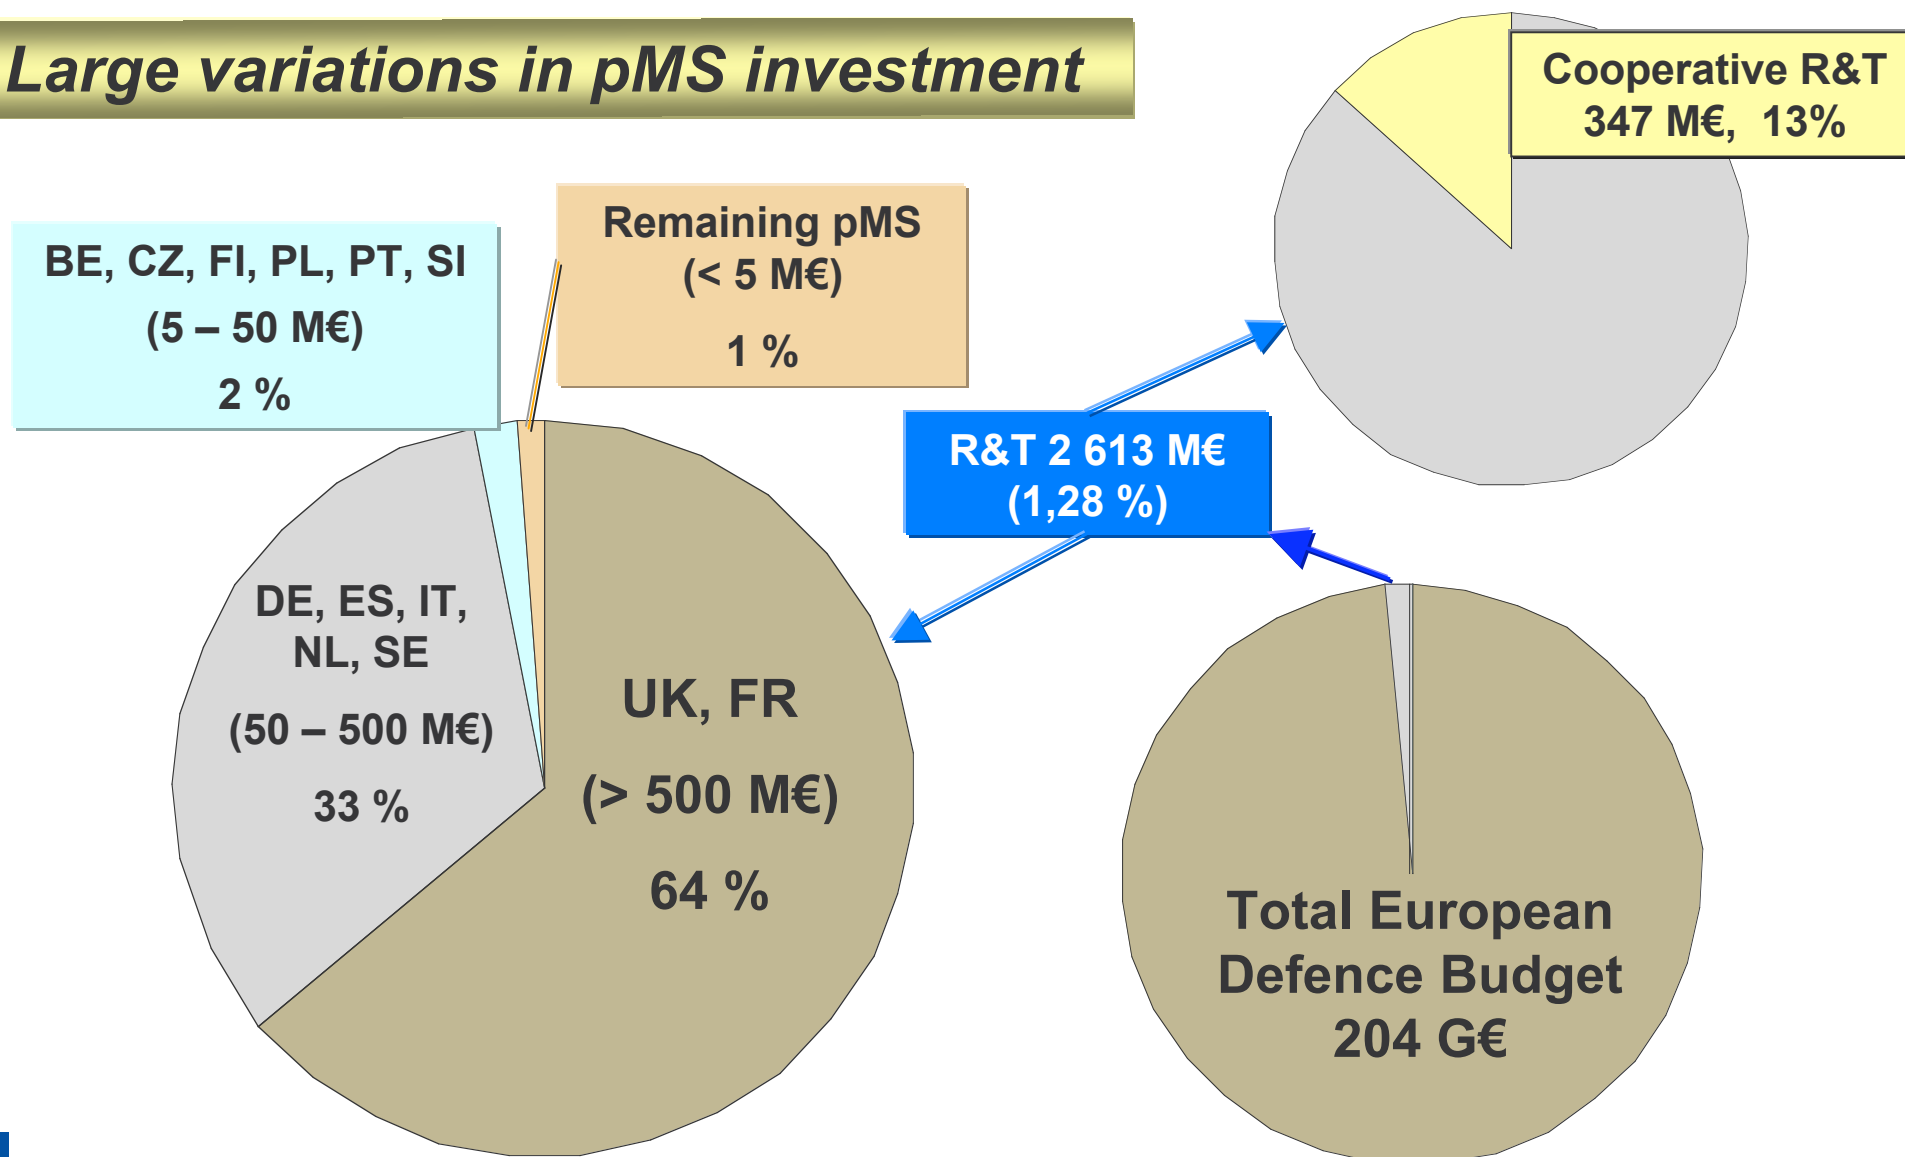 Large variations in pMS investment
Cooperative R&T
347 M€, 13%
BE, CZ, FI, PL, PT, SI
(5 – 50 M€)
2 %
Remaining pMS
(< 5 M€)
1 %
R&T 2 613 M€
(1,28 %)
DE, ES, IT,
NL, SE
(50 – 500 M€)
33 %
UK, FR
(> 500 M€)
64 %
Total European
Defence Budget
204 G€